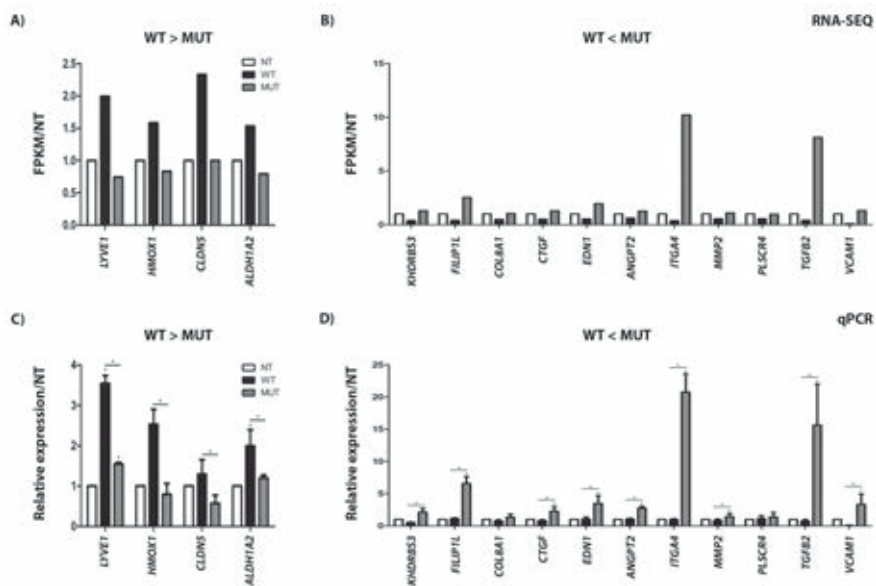 A)
WT > MUT
NT
WT
MUT
FPKM/NT
2.5
2.0
1.5
1.0
0.5
0.0
LYVE1
HMOX1
CLDN5
ALDH1A2
B)
RNA-SEQ
WT < MUT
FPKM/NT
15
10
5
0
KHDRBS3
FILIP1L
COL8A1
CTGF
EDN1
ANGPT2
ITGA4
MMP2
PLSCR4
TGFB2
VCAM1
C)
WT > MUT
NT
WT
MUT
Relative expression/NT
4
3
2
1
0
LYVE1
HMOX1
CLDN5
ALDH1A2
D)
qPCR
WT < MUT
Relative expression/NT
25
20
15
10
5
0
KHDRBS3
FILIP1L
COL8A1
CTGF
EDN1
ANGPT2
ITGA4
MMP2
PLSCR4
TGFB2
VCAM1